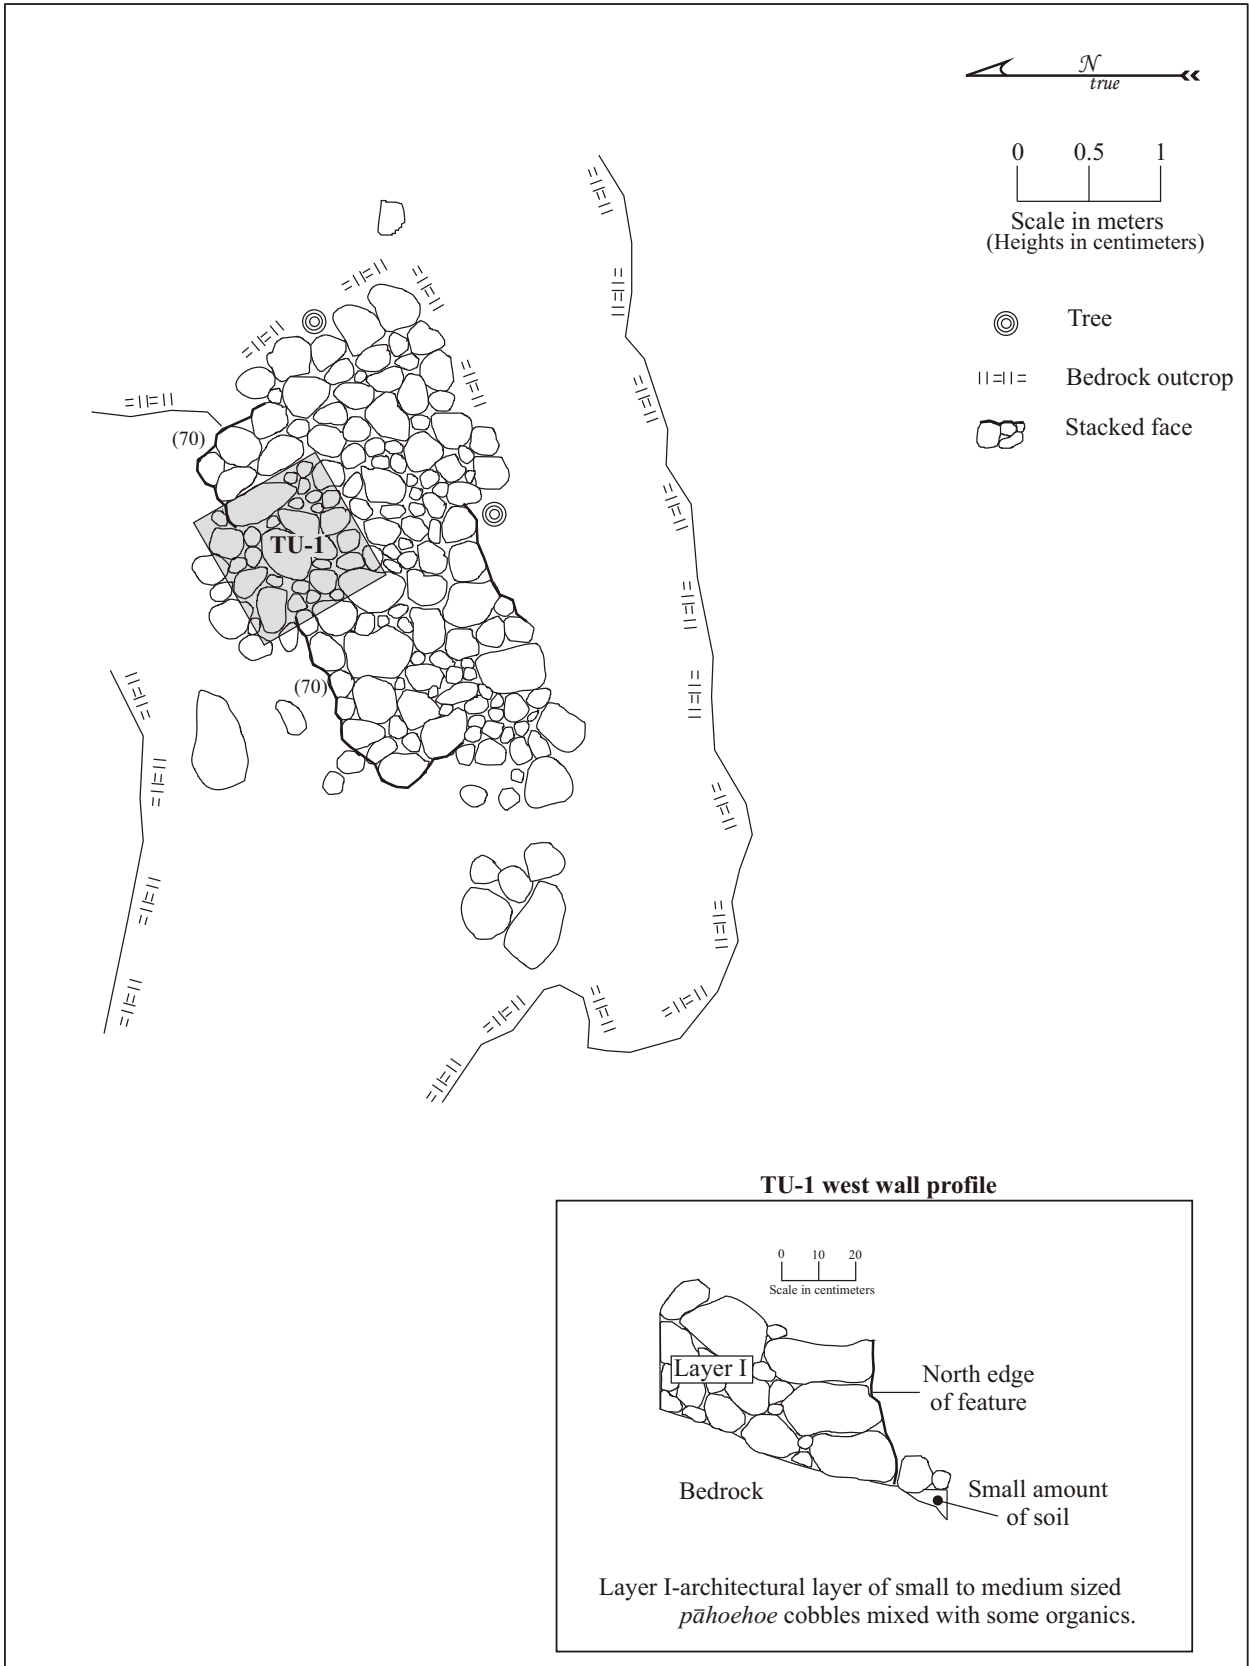 N
true
0 0.5 1
Scale in meters
(Heights in centimeters)
Tree
Bedrock outcrop
Stacked face
(70)
TU-1
(70)
TU-1 west wall profile
0 10 20
Scale in centimeters
Layer I
North edge
of feature
Bedrock
Small amount
of soil
Layer I-architectural layer of small to medium sized
pāhoehoe cobbles mixed with some organics.